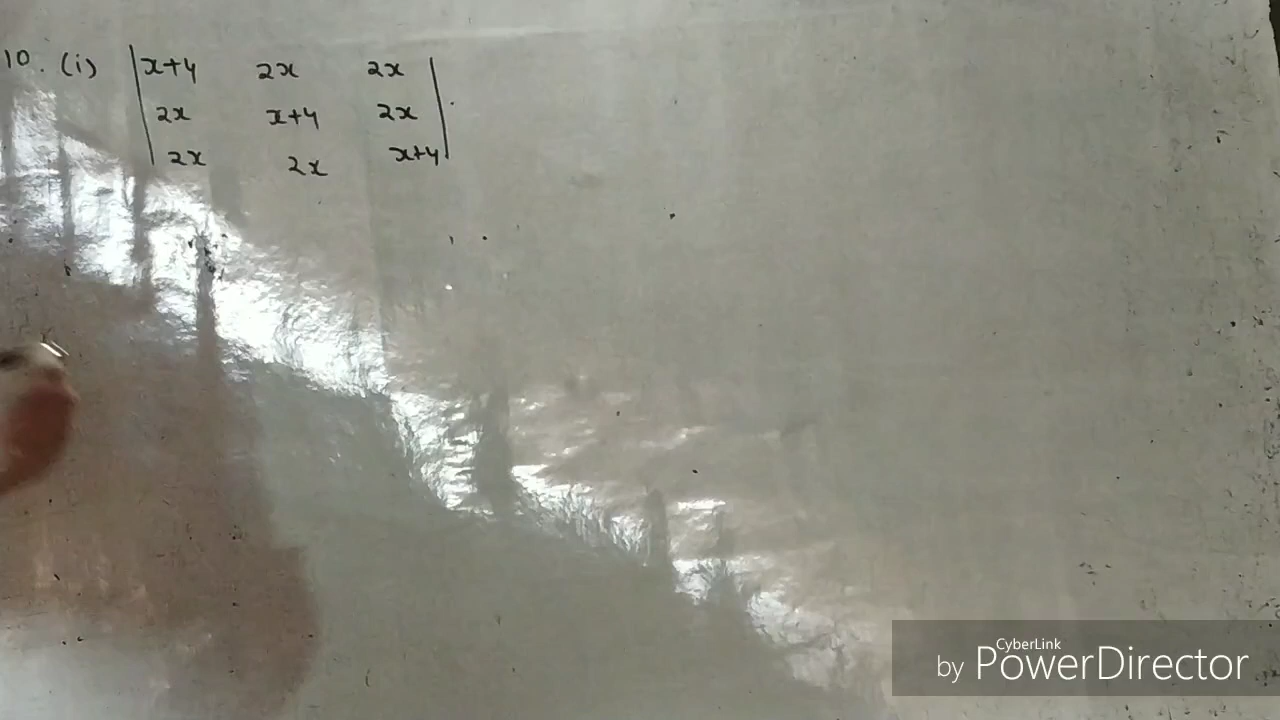 10. (i) | x+4 2x 2x |
2x x+4 2x
2x 2x x+4
CyberLink
by PowerDirector